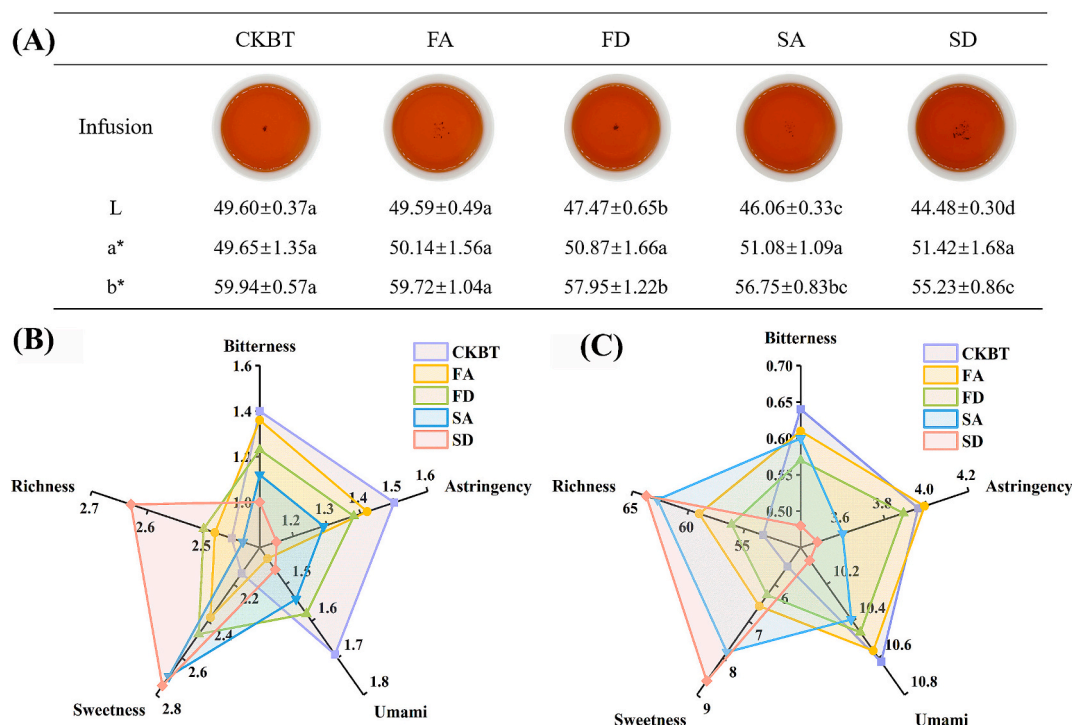 (A)
CKBT FA FD SA SD
Infusion
L 49.60±0.37a 49.59±0.49a 47.47±0.65b 46.06±0.33c 44.48±0.30d
a* 49.65±1.35a 50.14±1.56a 50.87±1.66a 51.08±1.09a 51.42±1.68a
b* 59.94±0.57a 59.72±1.04a 57.95±1.22b 56.75±0.83bc 55.23±0.86c
(B)
Bitterness
1.6
1.4
1.2
1.0
CKBT
FA
FD
SA
SD
1.2 1.3 1.4 1.5 1.6
Astringency
Richness
2.7 2.6 2.5
1.5
1.6
1.7
1.8
Umami
2.2
2.4
2.6
2.8
Sweetness
(C)
Bitterness
0.70
0.65
0.60
0.55
0.50
CKBT
FA
FD
SA
SD
3.6 3.8 4.0 4.2
Astringency
Richness
65 60 55
10.2
10.4
10.6
10.8
Umami
6
7
8
9
Sweetness